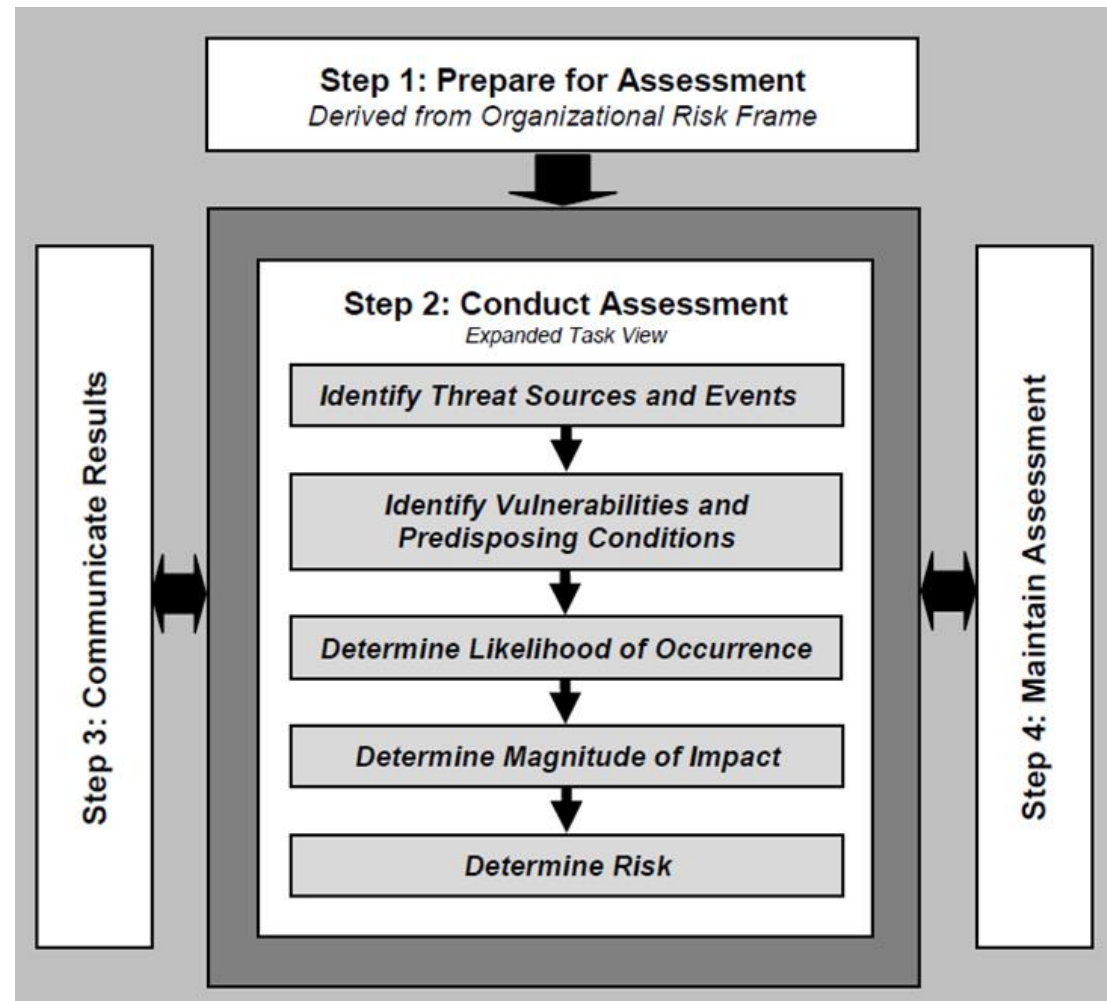 Step 1: Prepare for Assessment
Derived from Organizational Risk Frame
Step 2: Conduct Assessment
Expanded Task View
Identify Threat Sources and Events
Identify Vulnerabilities and
Predisposing Conditions
Determine Likelihood of Occurrence
Determine Magnitude of Impact
Determine Risk
Step 3: Communicate Results
Step 4: Maintain Assessment